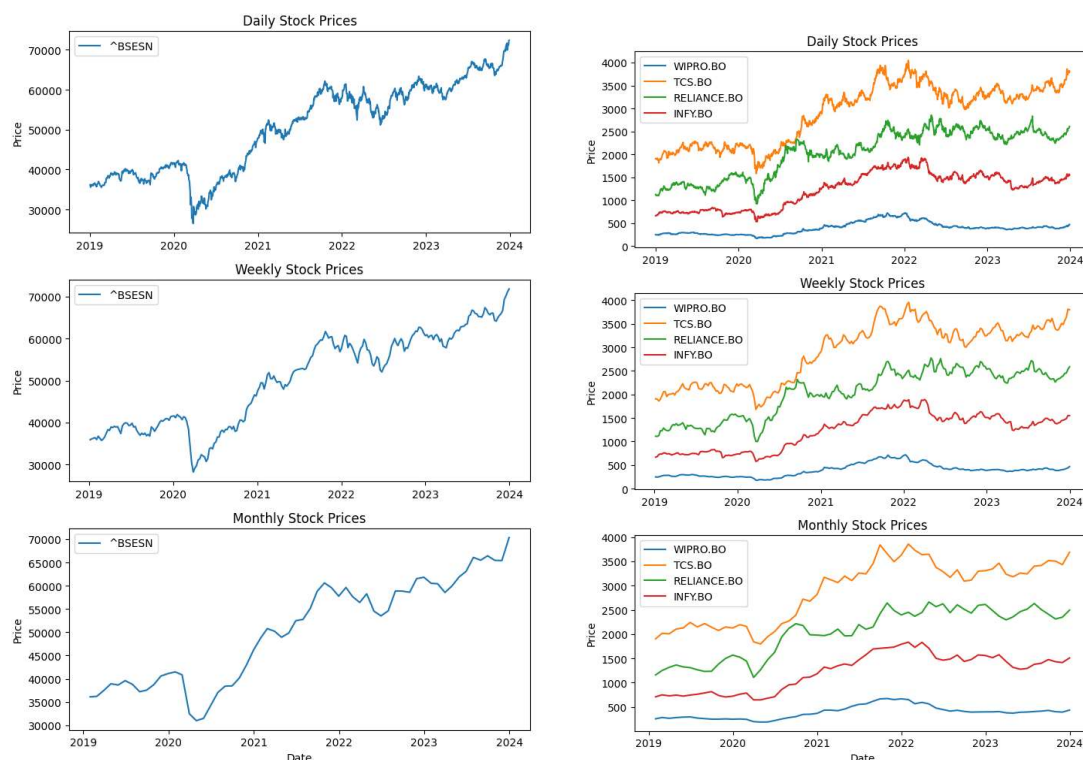 Daily Stock Prices
^BSESN
70000
60000
50000
40000
30000
Price
2019 2020 2021 2022 2023 2024
Weekly Stock Prices
^BSESN
70000
60000
50000
40000
30000
Price
2019 2020 2021 2022 2023 2024
Monthly Stock Prices
^BSESN
70000
65000
60000
55000
50000
45000
40000
35000
30000
Price
2019 2020 2021 2022 2023 2024
Date
Daily Stock Prices
WIPRO.BO
TCS.BO
RELIANCE.BO
INFY.BO
4000
3500
3000
2500
2000
1500
1000
500
0
Price
2019 2020 2021 2022 2023 2024
Weekly Stock Prices
WIPRO.BO
TCS.BO
RELIANCE.BO
INFY.BO
4000
3500
3000
2500
2000
1500
1000
500
0
Price
2019 2020 2021 2022 2023 2024
Monthly Stock Prices
WIPRO.BO
TCS.BO
RELIANCE.BO
INFY.BO
4000
3500
3000
2500
2000
1500
1000
500
Price
2019 2020 2021 2022 2023 2024
Date